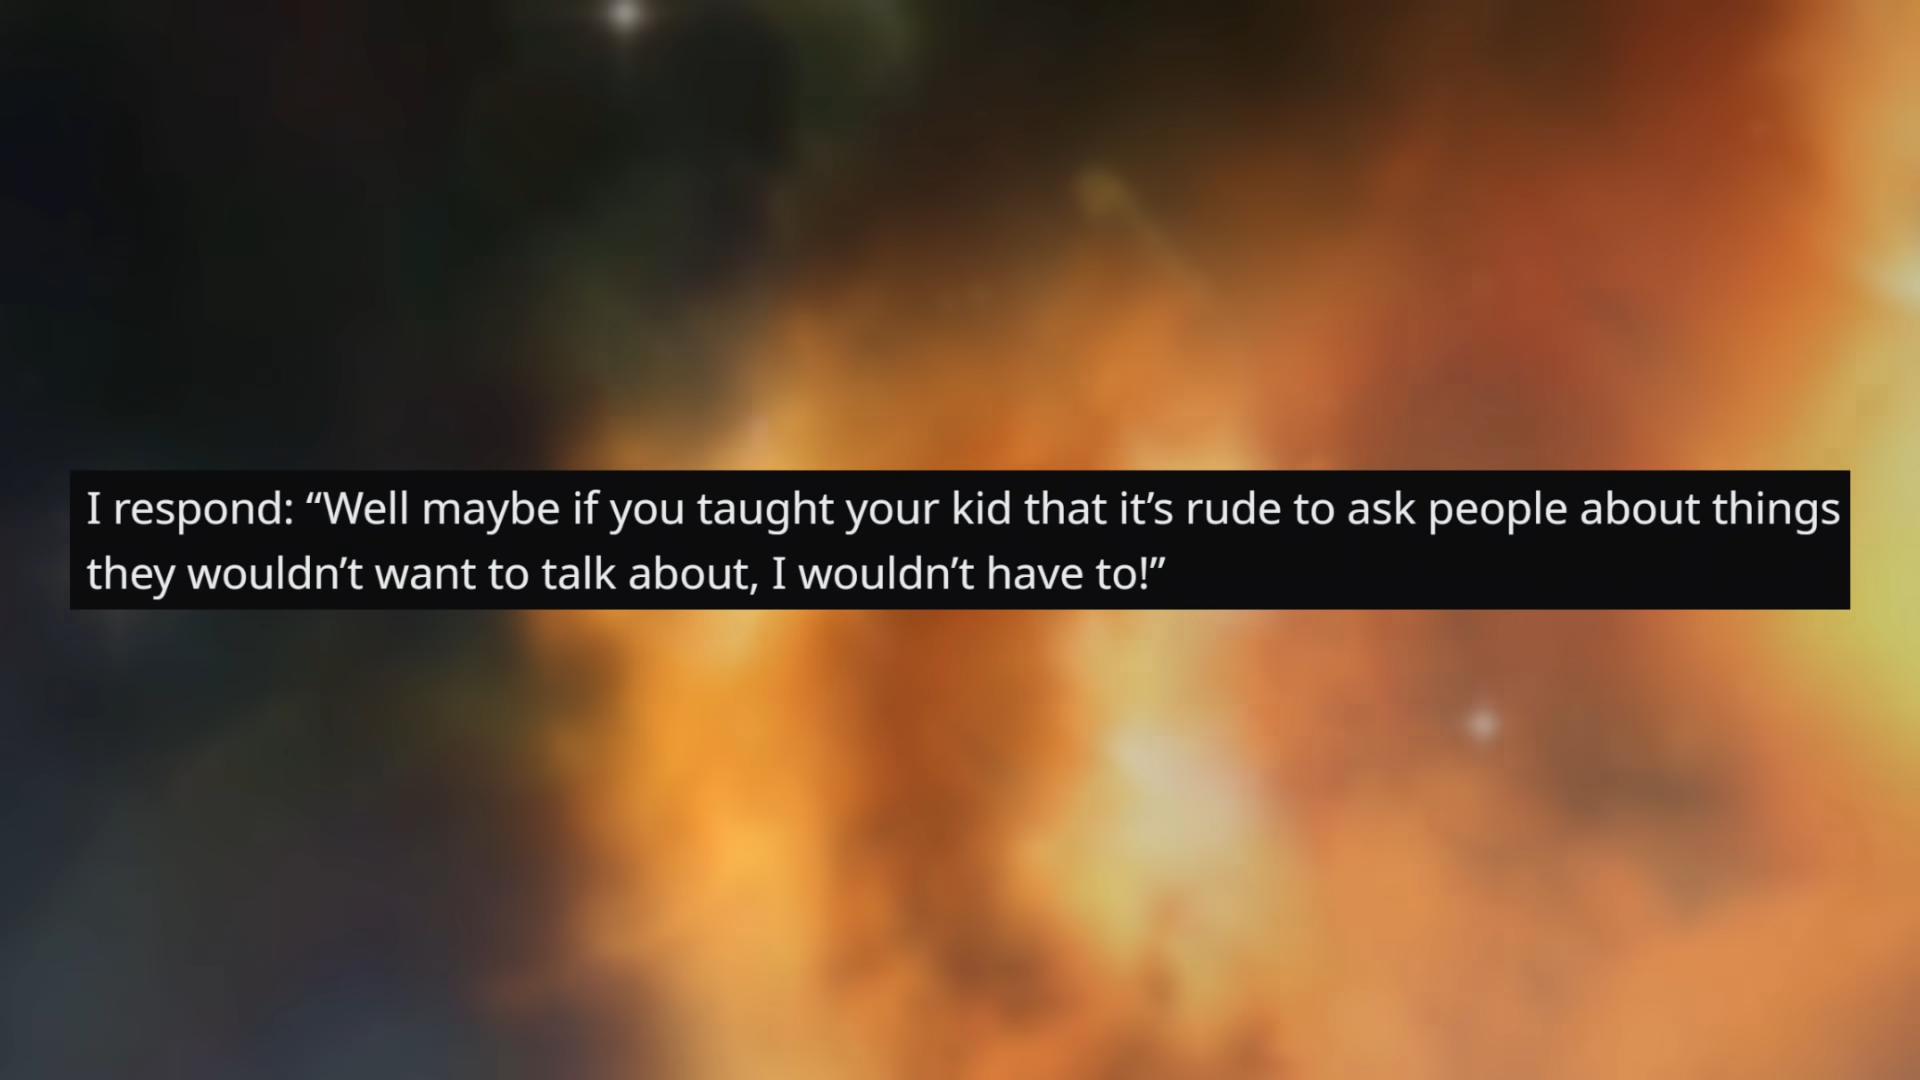 I respond: “Well maybe if you taught your kid that it’s rude to ask people about things
they wouldn’t want to talk about, I wouldn’t have to!”